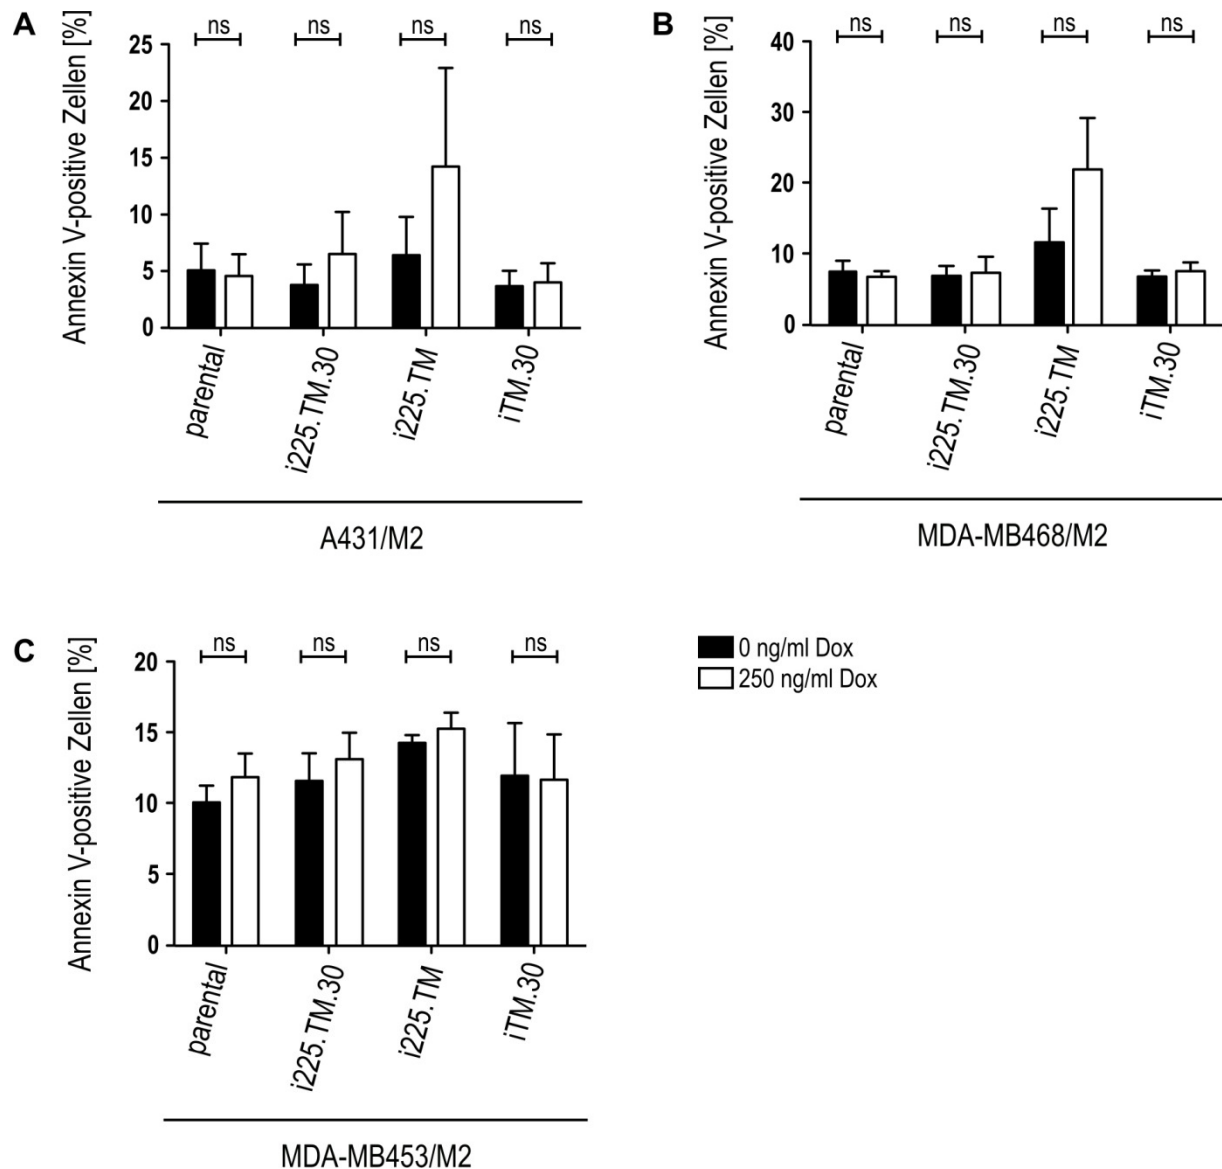 A
Annexin V-positive Zellen [%]
ns ns ns ns
25
20
15
10
5
0
parental
i225.TM.30
i225.TM
iTM.30
A431/M2
B
Annexin V-positive Zellen [%]
ns ns ns ns
40
30
20
10
0
parental
i225.TM.30
i225.TM
iTM.30
MDA-MB468/M2
C
Annexin V-positive Zellen [%]
ns ns ns ns
20
15
10
5
0
parental
i225.TM.30
i225.TM
iTM.30
MDA-MB453/M2
0 ng/ml Dox
250 ng/ml Dox